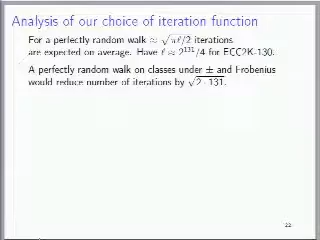 Analysis of our choice of iteration function
For a perfectly random walk ≈ √πℓ/2 iterations
are expected on average. Have ℓ ≈ 2^131/4 for ECC2K-130.
A perfectly random walk on classes under ± and Frobenius
would reduce number of iterations by √2 · 131.
22